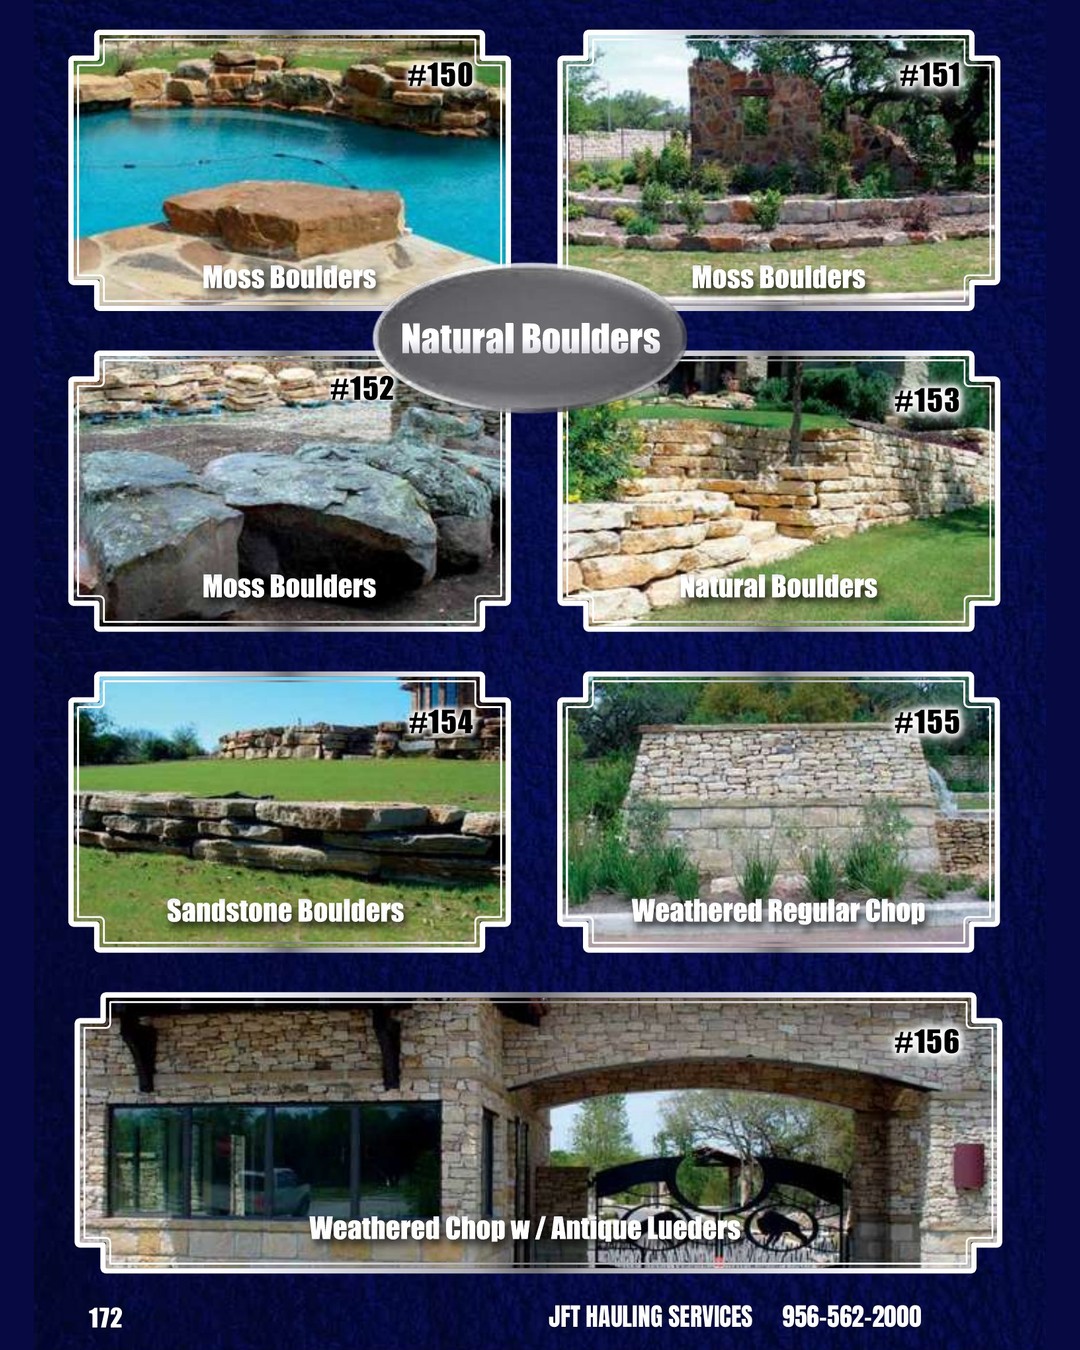 #150
Moss Boulders
#151
Moss Boulders
Natural Boulders
#152
Moss Boulders
#153
Natural Boulders
#154
Sandstone Boulders
#155
Weathered Regular Chop
#156
Weathered Chop w / Antique Lueders
172
JFT HAULING SERVICES 956-562-2000